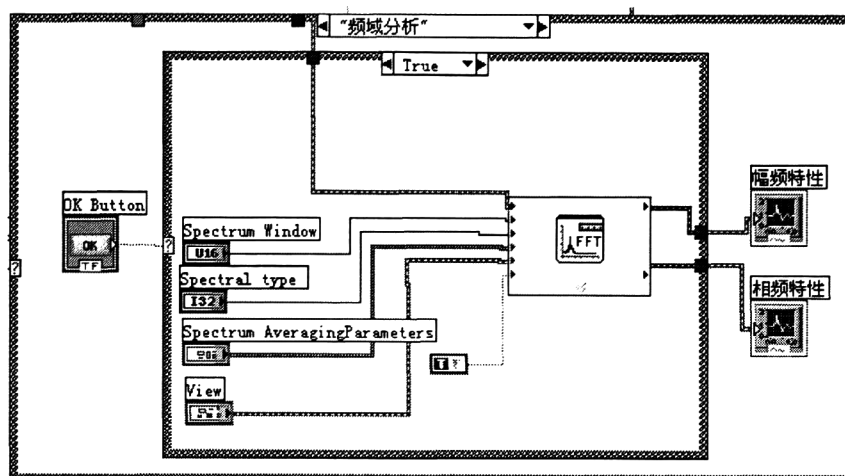 "频域分析"
True
OK Button
OK
TF
?
?
Spectrum Window
U16
Spectral type
I32
Spectrum AveragingParameters
View
T
FFT
幅频特性
相频特性